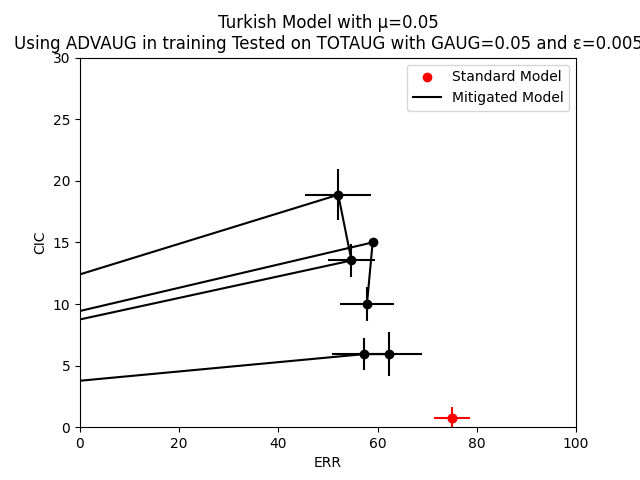 Turkish Model with μ=0.05
Using ADVAUG in training Tested on TOTAUG with GAUG=0.05 and ε=0.005
Standard Model
Mitigated Model
CIC
30
25
20
15
10
5
0
0 20 40 60 80 100
ERR